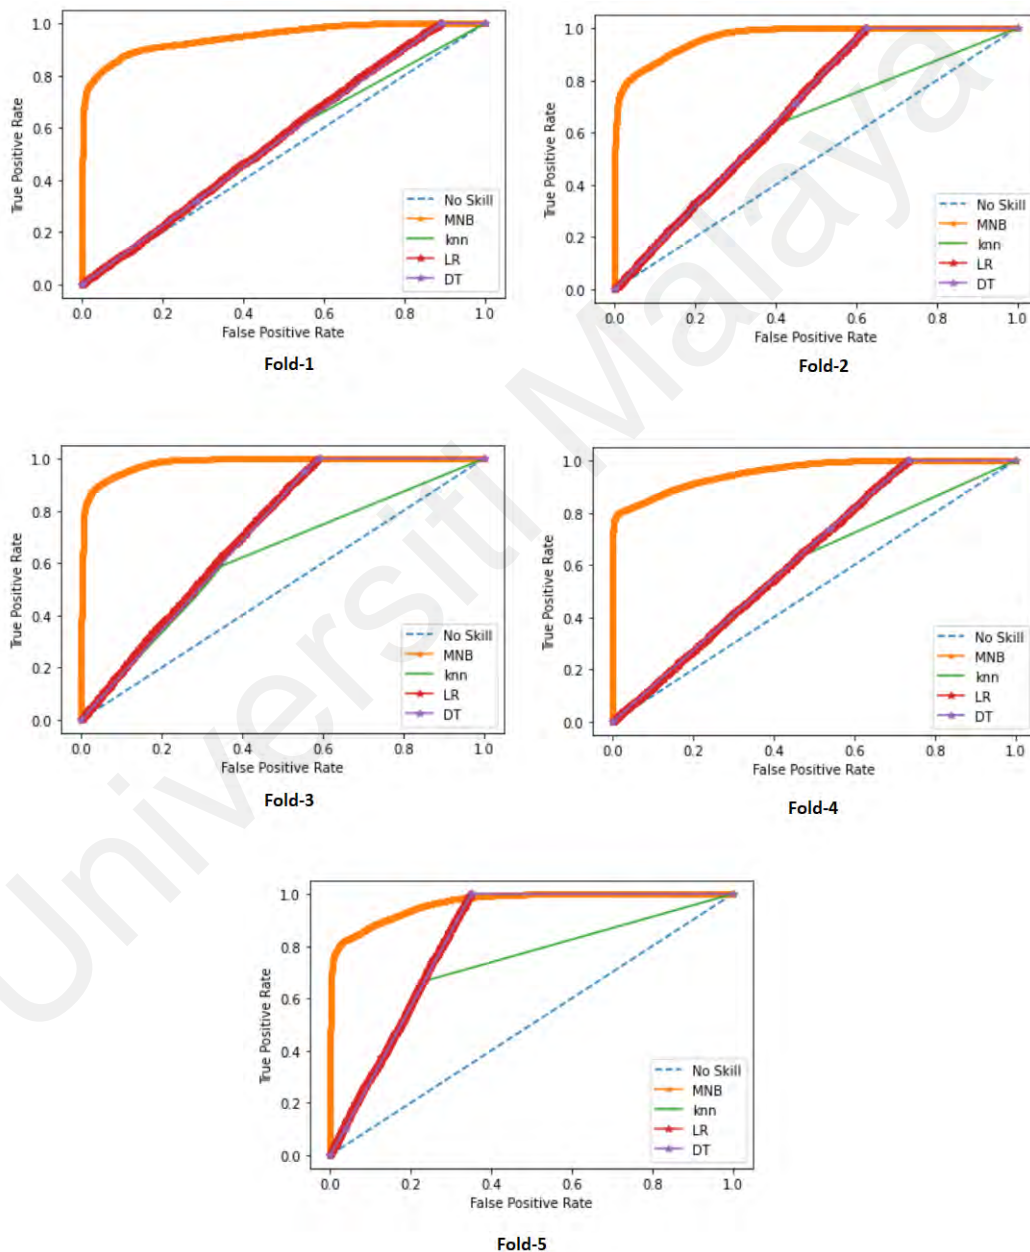 1.0
0.8
0.6
0.4
0.2
0.0
True Positive Rate
No Skill
MNB
knn
LR
DT
0.0 0.2 0.4 0.6 0.8 1.0
False Positive Rate
Fold-1
1.0
0.8
0.6
0.4
0.2
0.0
True Positive Rate
No Skill
MNB
knn
LR
DT
0.0 0.2 0.4 0.6 0.8 1.0
False Positive Rate
Fold-2
1.0
0.8
0.6
0.4
0.2
0.0
True Positive Rate
No Skill
MNB
knn
LR
DT
0.0 0.2 0.4 0.6 0.8 1.0
False Positive Rate
Fold-3
1.0
0.8
0.6
0.4
0.2
0.0
True Positive Rate
No Skill
MNB
knn
LR
DT
0.0 0.2 0.4 0.6 0.8 1.0
False Positive Rate
Fold-4
1.0
0.8
0.6
0.4
0.2
0.0
True Positive Rate
No Skill
MNB
knn
LR
DT
0.0 0.2 0.4 0.6 0.8 1.0
False Positive Rate
Fold-5
Universiti Malaya